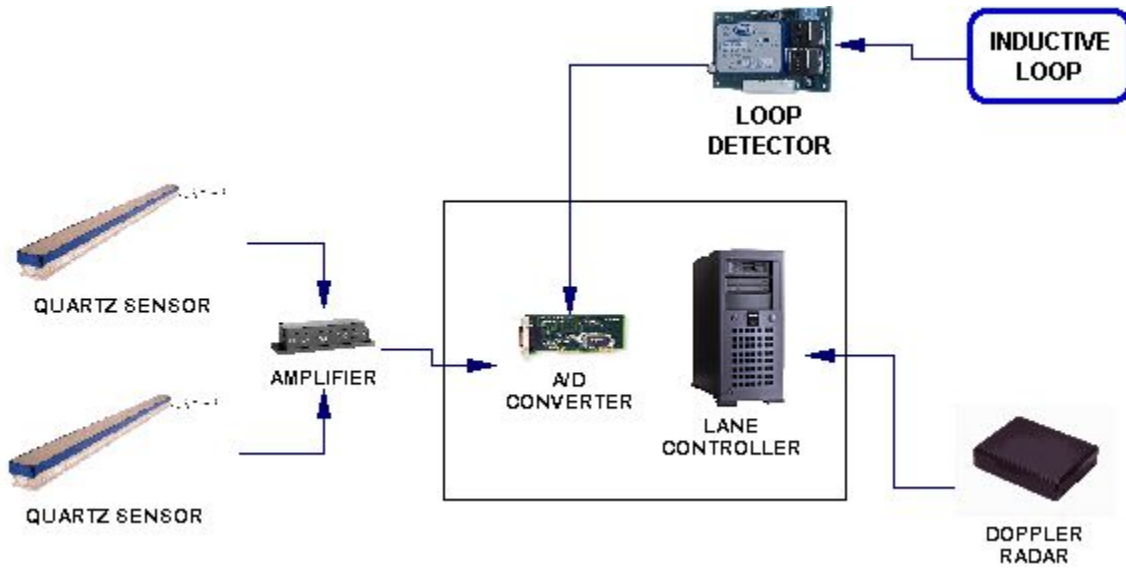 INDUCTIVE
LOOP
LOOP
DETECTOR
QUARTZ SENSOR
AMPLIFIER
A/D
CONVERTER
LANE
CONTROLLER
QUARTZ SENSOR
DOPPLER
RADAR